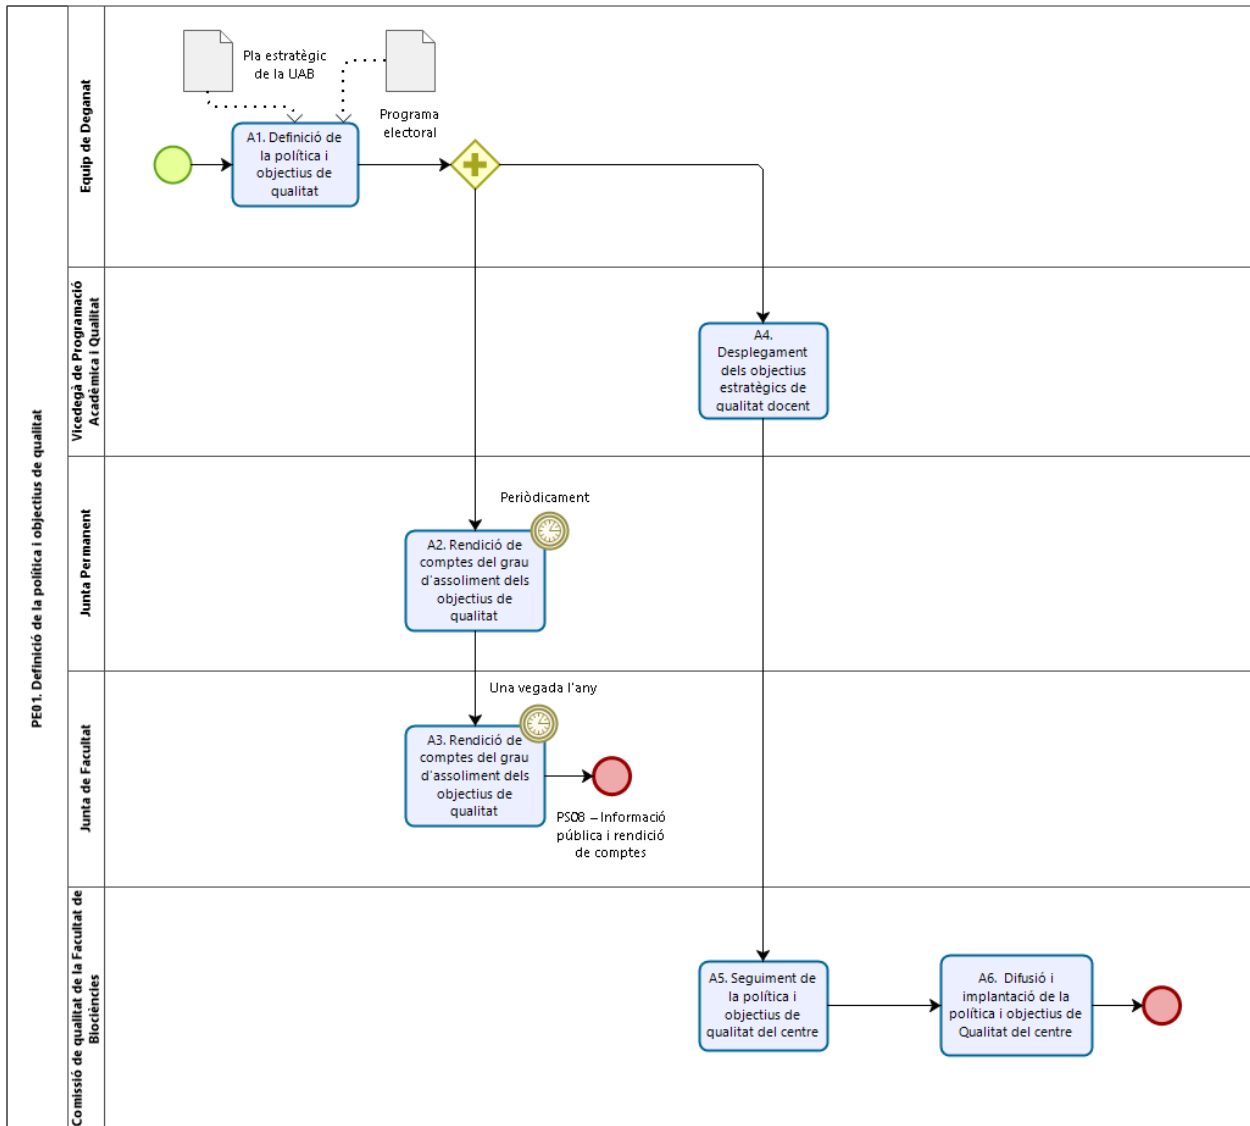 PE01. Definició de la política i objectius de qualitat
Equip de Deganat
Pla estratègic
de la UAB
Programa
electoral
A1. Definició de
la política i
objectius de
qualitat
Vicedegà de Programació
Acadèmica i Qualitat
A4.
Desplegament
dels objectius
estratègics de
qualitat docent
Junta Permanent
Periòdicament
A2. Rendició de
comptes del grau
d'assoliment dels
objectius de
qualitat
Junta de Facultat
Una vegada l'any
A3. Rendició de
comptes del grau
d'assoliment dels
objectius de
qualitat
PS08 – Informació
pública i rendició
de comptes
Comissió de qualitat de la Facultat de
Biociències
A5. Seguiment de
la política i
objectius de
qualitat del centre
A6. Difusió i
implantació de la
política i objectius de
Qualitat del centre